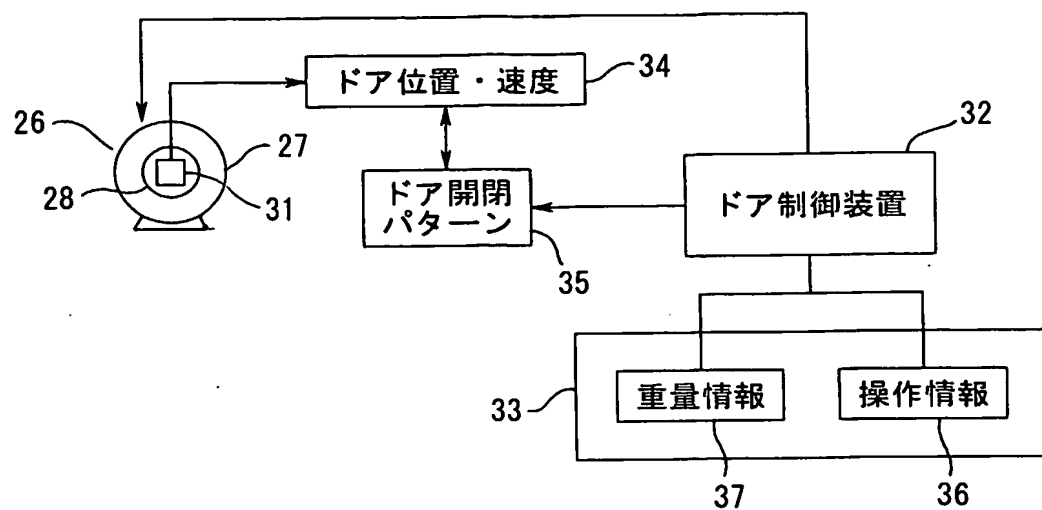 ドア位置・速度
34
26
27
28
31
ドア開閉
パターン
35
32
ドア制御装置
33
重量情報
操作情報
37
36